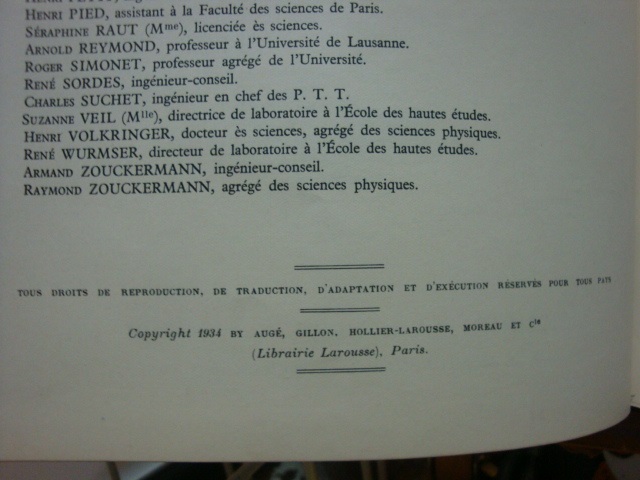 HENRI PIED, assistant à la Faculté des sciences de Paris.
SÉRAPHINE RAUT (Mme), licenciée ès sciences.
ARNOLD REYMOND, professeur à l'Université de Lausanne.
ROGER SIMONET, professeur agrégé de l'Université.
RENÉ SORDES, ingénieur-conseil.
CHARLES SUCHET, ingénieur en chef des P. T. T.
SUZANNE VEIL (Mlle), directrice de laboratoire à l'École des hautes études.
HENRI VOLKRINGER, docteur ès sciences, agrégé des sciences physiques.
RENÉ WURMSER, directeur de laboratoire à l'École des hautes études.
ARMAND ZOUCKERMANN, ingénieur-conseil.
RAYMOND ZOUCKERMANN, agrégé des sciences physiques.
TOUS DROITS DE REPRODUCTION, DE TRADUCTION, D'ADAPTATION ET D'EXÉCUTION RÉSERVÉS POUR TOUS PAYS
Copyright 1934 BY AUGÉ, GILLON, HOLLIER-LAROUSSE, MOREAU ET Cie
(Librairie Larousse), Paris.